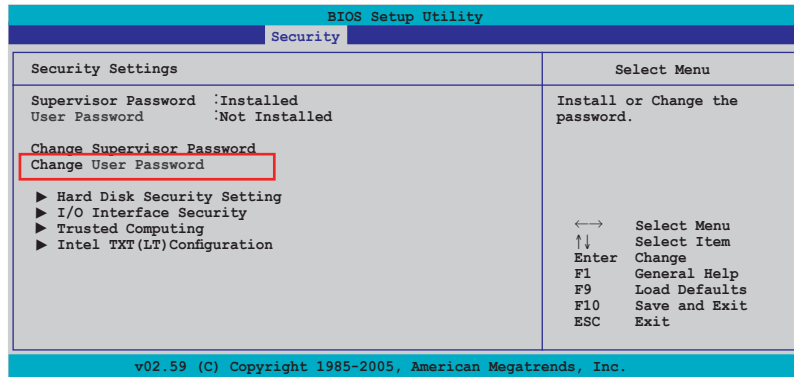 BIOS Setup Utility
Security
Security Settings
Supervisor Password :Installed
User Password :Not Installed
Change Supervisor Password
Change User Password
▶ Hard Disk Security Setting
▶ I/O Interface Security
▶ Trusted Computing
▶ Intel TXT(LT)Configuration
Select Menu
Install or Change the
password.
←→ Select Menu
↑↓ Select Item
Enter Change
F1 General Help
F9 Load Defaults
F10 Save and Exit
ESC Exit
v02.59 (C) Copyright 1985-2005, American Megatrends, Inc.